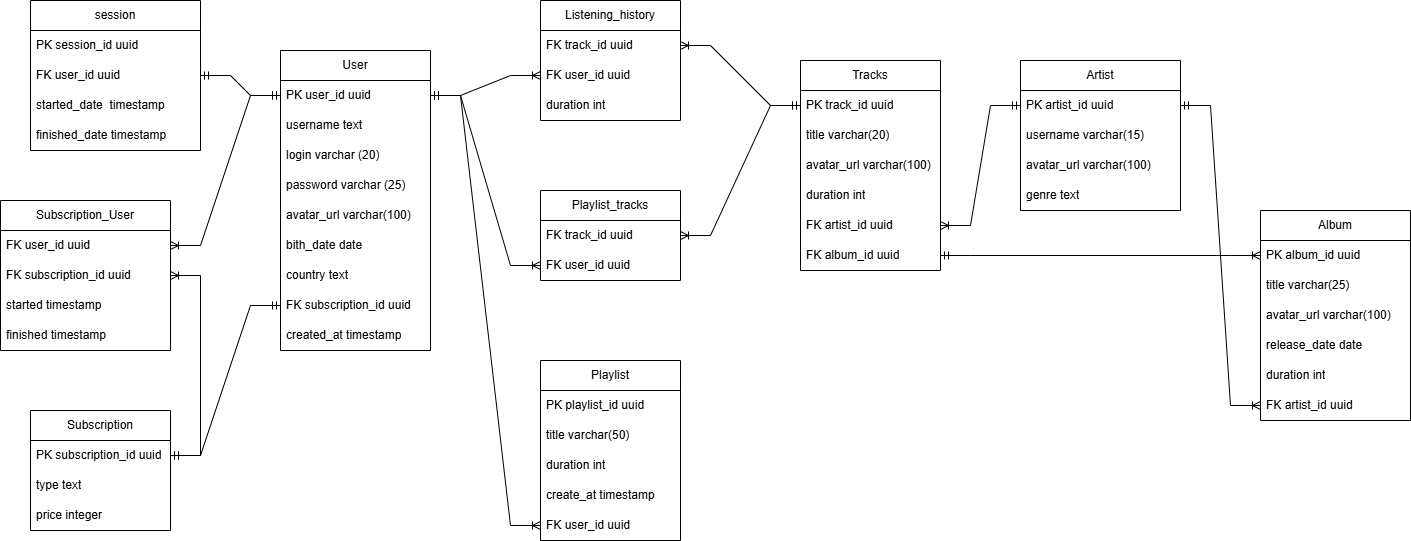 session
PK session_id uuid
FK user_id uuid
started_date  timestamp
finished_date timestamp
Subscription_User
FK user_id uuid
FK subscription_id uuid
started timestamp
finished timestamp
Subscription
PK subscription_id uuid
type text
price integer
User
PK user_id uuid
username text
login varchar (20)
password varchar (25)
avatar_url varchar(100)
bith_date date
country text
FK subscription_id uuid
created_at timestamp
Listening_history
FK track_id uuid
FK user_id uuid
duration int
Playlist_tracks
FK track_id uuid
FK user_id uuid
Playlist
PK playlist_id uuid
title varchar(50)
duration int
create_at timestamp
FK user_id uuid
Tracks
PK track_id uuid
title varchar(20)
avatar_url varchar(100)
duration int
FK artist_id uuid
FK album_id uuid
Artist
PK artist_id uuid
username varchar(15)
avatar_url varchar(100)
genre text
Album
PK album_id uuid
title varchar(25)
avatar_url varchar(100)
release_date date
duration int
FK artist_id uuid